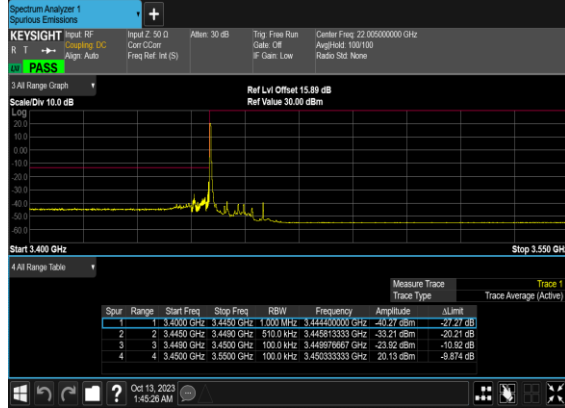 Spectrum Analyzer 1
Spurious Emissions
KEYSIGHT Input: RF Input Z: 50 Ω Atten: 30 dB Trig: Free Run Center Freq: 22.005000000 GHz
R T Coupling: DC Corr CCorr Gate: Off Avg|Hold: 100/100
Align: Auto Freq Ref: Int (S) IF Gain: Low Radio Std: None
PASS
3 All Range Graph
Ref Lvl Offset 15.89 dB
Scale/Div 10.0 dB Ref Value 30.00 dBm
Log
20.0
10.0
0.00
-10.0
-20.0
-30.0
-40.0
-50.0
-60.0
Start 3.400 GHz Stop 3.550 GH
4 All Range Table
Measure Trace Trace 1
Trace Type Trace Average (Active)
Spur Range Start Freq Stop Freq RBW Frequency Amplitude ΔLimit
1 1 3.4000 GHz 3.4450 GHz 1.000 MHz 3.444400000 GHz -40.27 dBm -27.27 dB
2 2 3.4450 GHz 3.4490 GHz 510.0 kHz 3.445813333 GHz -33.21 dBm -20.21 dB
3 3 3.4490 GHz 3.4500 GHz 100.0 kHz 3.449976667 GHz -23.92 dBm -10.92 dB
4 4 3.4500 GHz 3.5500 GHz 100.0 kHz 3.450333333 GHz 20.13 dBm -9.874 dB
? Oct 13, 2023
1:45:26 AM